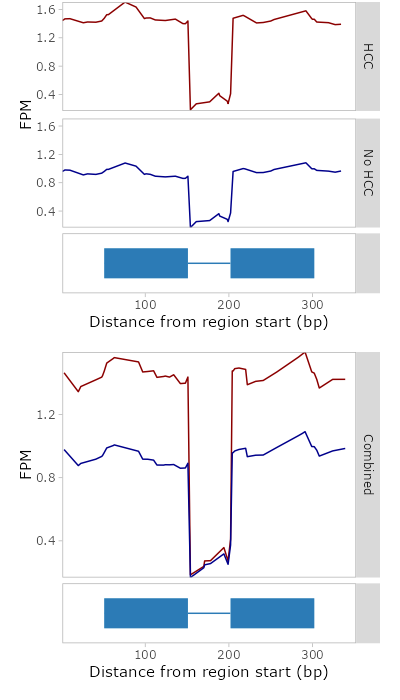 1.6
1.2
0.8
0.4
HCC
FPM
1.6
1.2
0.8
0.4
No HCC
100 200 300
Distance from region start (bp)
1.2
0.8
0.4
FPM
Combined
100 200 300
Distance from region start (bp)